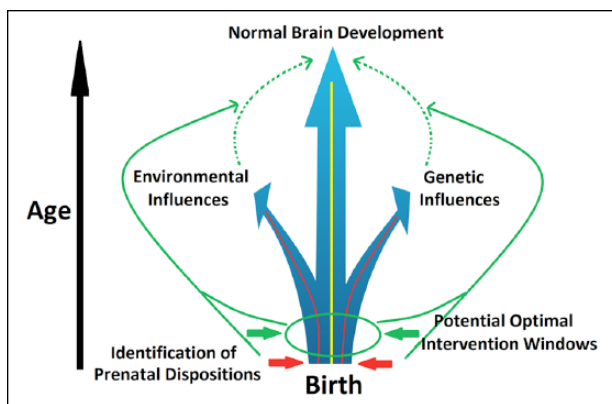 Normal Brain Development
Environmental
Influences
Genetic
Influences
Age
Potential Optimal
Intervention Windows
Identification of
Prenatal Dispositions
Birth